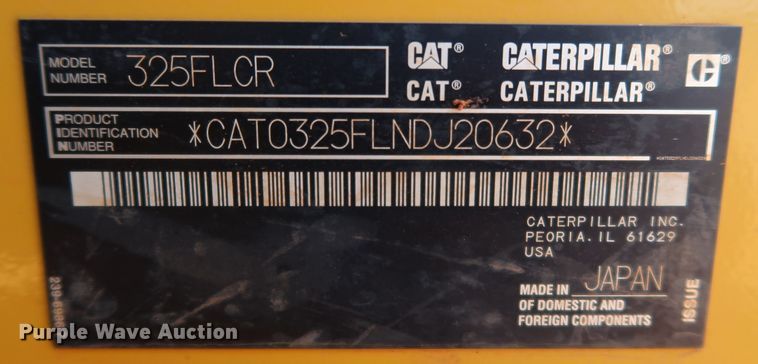 MODEL NUMBER 325FLCR
CAT® CATERPILLAR®
CAT® CATERPILLAR®
PRODUCT IDENTIFICATION NUMBER *CAT0325FLNDJ20632*
CATERPILLAR INC.
PEORIA, IL 61629
USA
MADE IN JAPAN
OF DOMESTIC AND
FOREIGN COMPONENTS
ISSUE
Purple Wave Auction